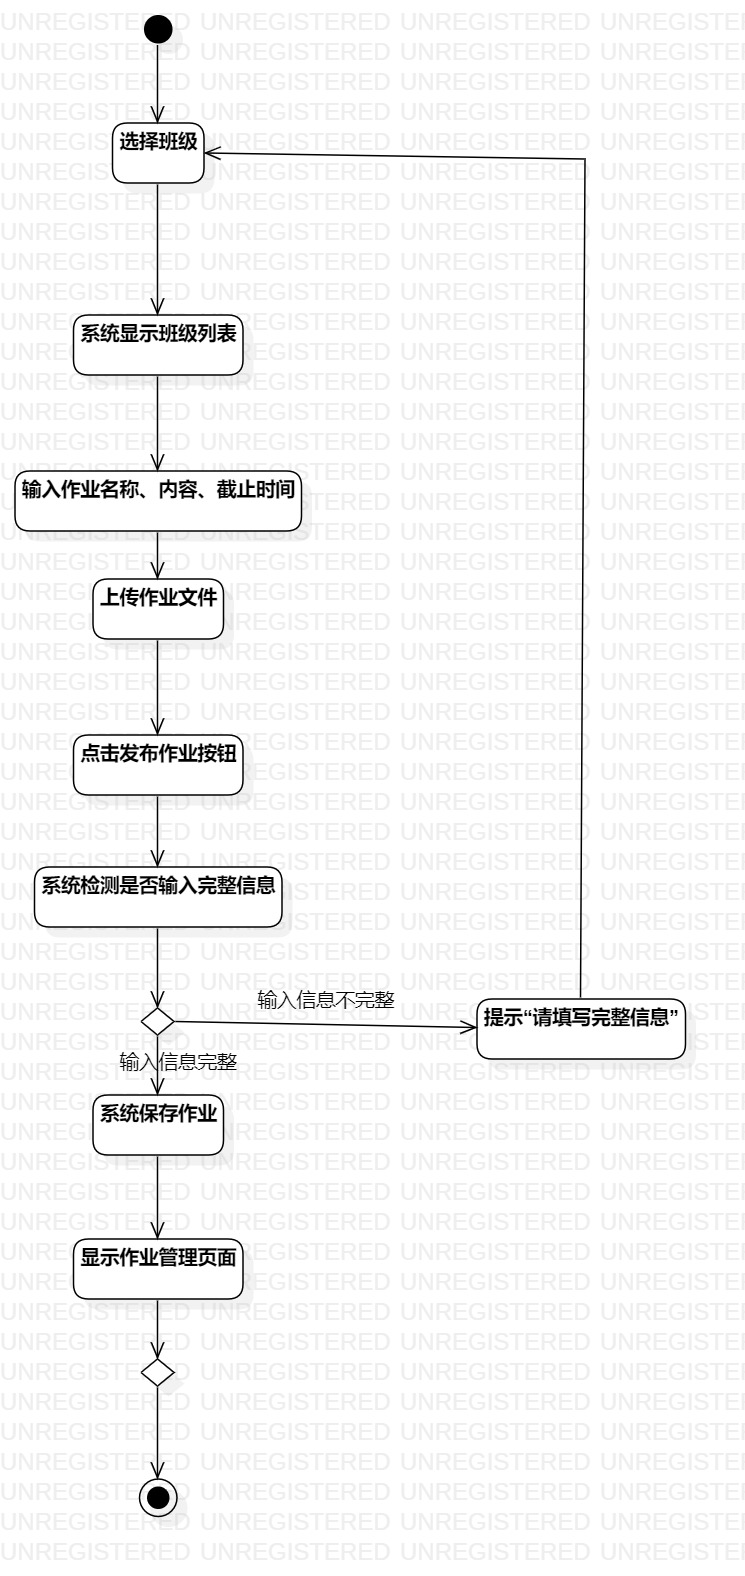 选择班级
系统显示班级列表
输入作业名称、内容、截止时间
上传作业文件
点击发布作业按钮
系统检测是否输入完整信息
输入信息不完整
提示“请填写完整信息”
输入信息完整
系统保存作业
显示作业管理页面
UNREGISTERED